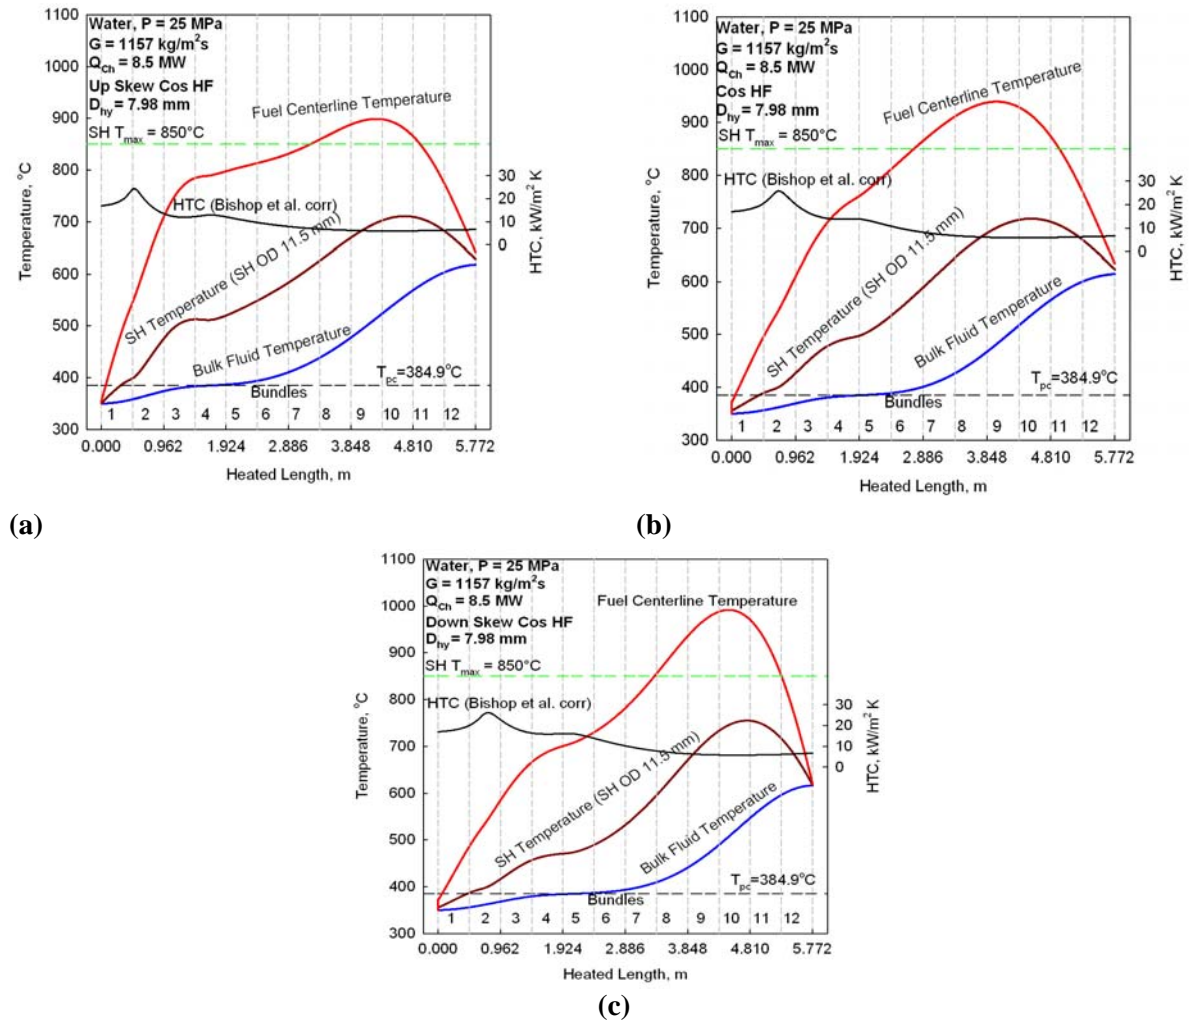 Water, P = 25 MPa
G = 1157 kg/m²s
Q_Ch = 8.5 MW
Up Skew Cos HF
D_hy = 7.98 mm
SH T_max = 850°C
Fuel Centerline Temperature
HTC (Bishop et al. corr)
SH Temperature (SH OD 11.5 mm)
Bulk Fluid Temperature
T_pc=384.9°C
Bundles
1 2 3 4 5 6 7 8 9 10 11 12
1100
1000
900
800
700
600
500
400
300
Temperature, °C
30
20
10
0
HTC, kW/m² K
0.000 0.962 1.924 2.886 3.848 4.810 5.772
Heated Length, m
(a)
Water, P = 25 MPa
G = 1157 kg/m²s
Q_Ch = 8.5 MW
Cos HF
D_hy = 7.98 mm
SH T_max = 850°C
Fuel Centerline Temperature
HTC (Bishop et al. corr)
SH Temperature (SH OD 11.5 mm)
Bulk Fluid Temperature
T_pc=384.9°C
Bundles
1 2 3 4 5 6 7 8 9 10 11 12
1100
1000
900
800
700
600
500
400
300
Temperature, °C
30
20
10
0
HTC, kW/m² K
0.000 0.962 1.924 2.886 3.848 4.810 5.772
Heated Length, m
(b)
Water, P = 25 MPa
G = 1157 kg/m²s
Q_Ch = 8.5 MW
Down Skew Cos HF
D_hy = 7.98 mm
SH T_max = 850°C
Fuel Centerline Temperature
HTC (Bishop et al. corr)
SH Temperature (SH OD 11.5 mm)
Bulk Fluid Temperature
T_pc=384.9°C
Bundles
1 2 3 4 5 6 7 8 9 10 11 12
1100
1000
900
800
700
600
500
400
300
Temperature, °C
30
20
10
0
HTC, kW/m² K
0.000 0.962 1.924 2.886 3.848 4.810 5.772
Heated Length, m
(c)